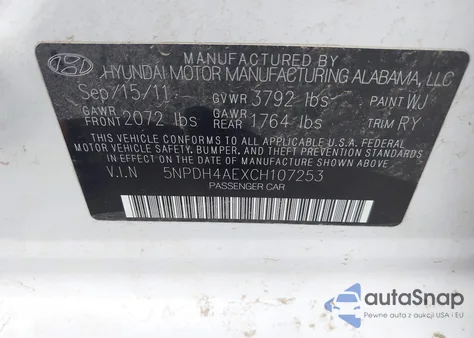 MANUFACTURED BY
HYUNDAI MOTOR MANUFACTURING ALABAMA, LLC
Sep/15/11 GVWR 3792 lbs PAINT WJ
GAWR FRONT 2072 lbs GAWR REAR 1764 lbs TRIM RY
THIS VEHICLE CONFORMS TO ALL APPLICABLE U.S.A. FEDERAL
MOTOR VEHICLE SAFETY, BUMPER, AND THEFT PREVENTION STANDARDS
IN EFFECT ON THE DATE OF MANUFACTURE SHOWN ABOVE.
V.I.N 5NPDH4AEXCH107253
PASSENGER CAR
autoSnap
Pewne auta z USA i EU